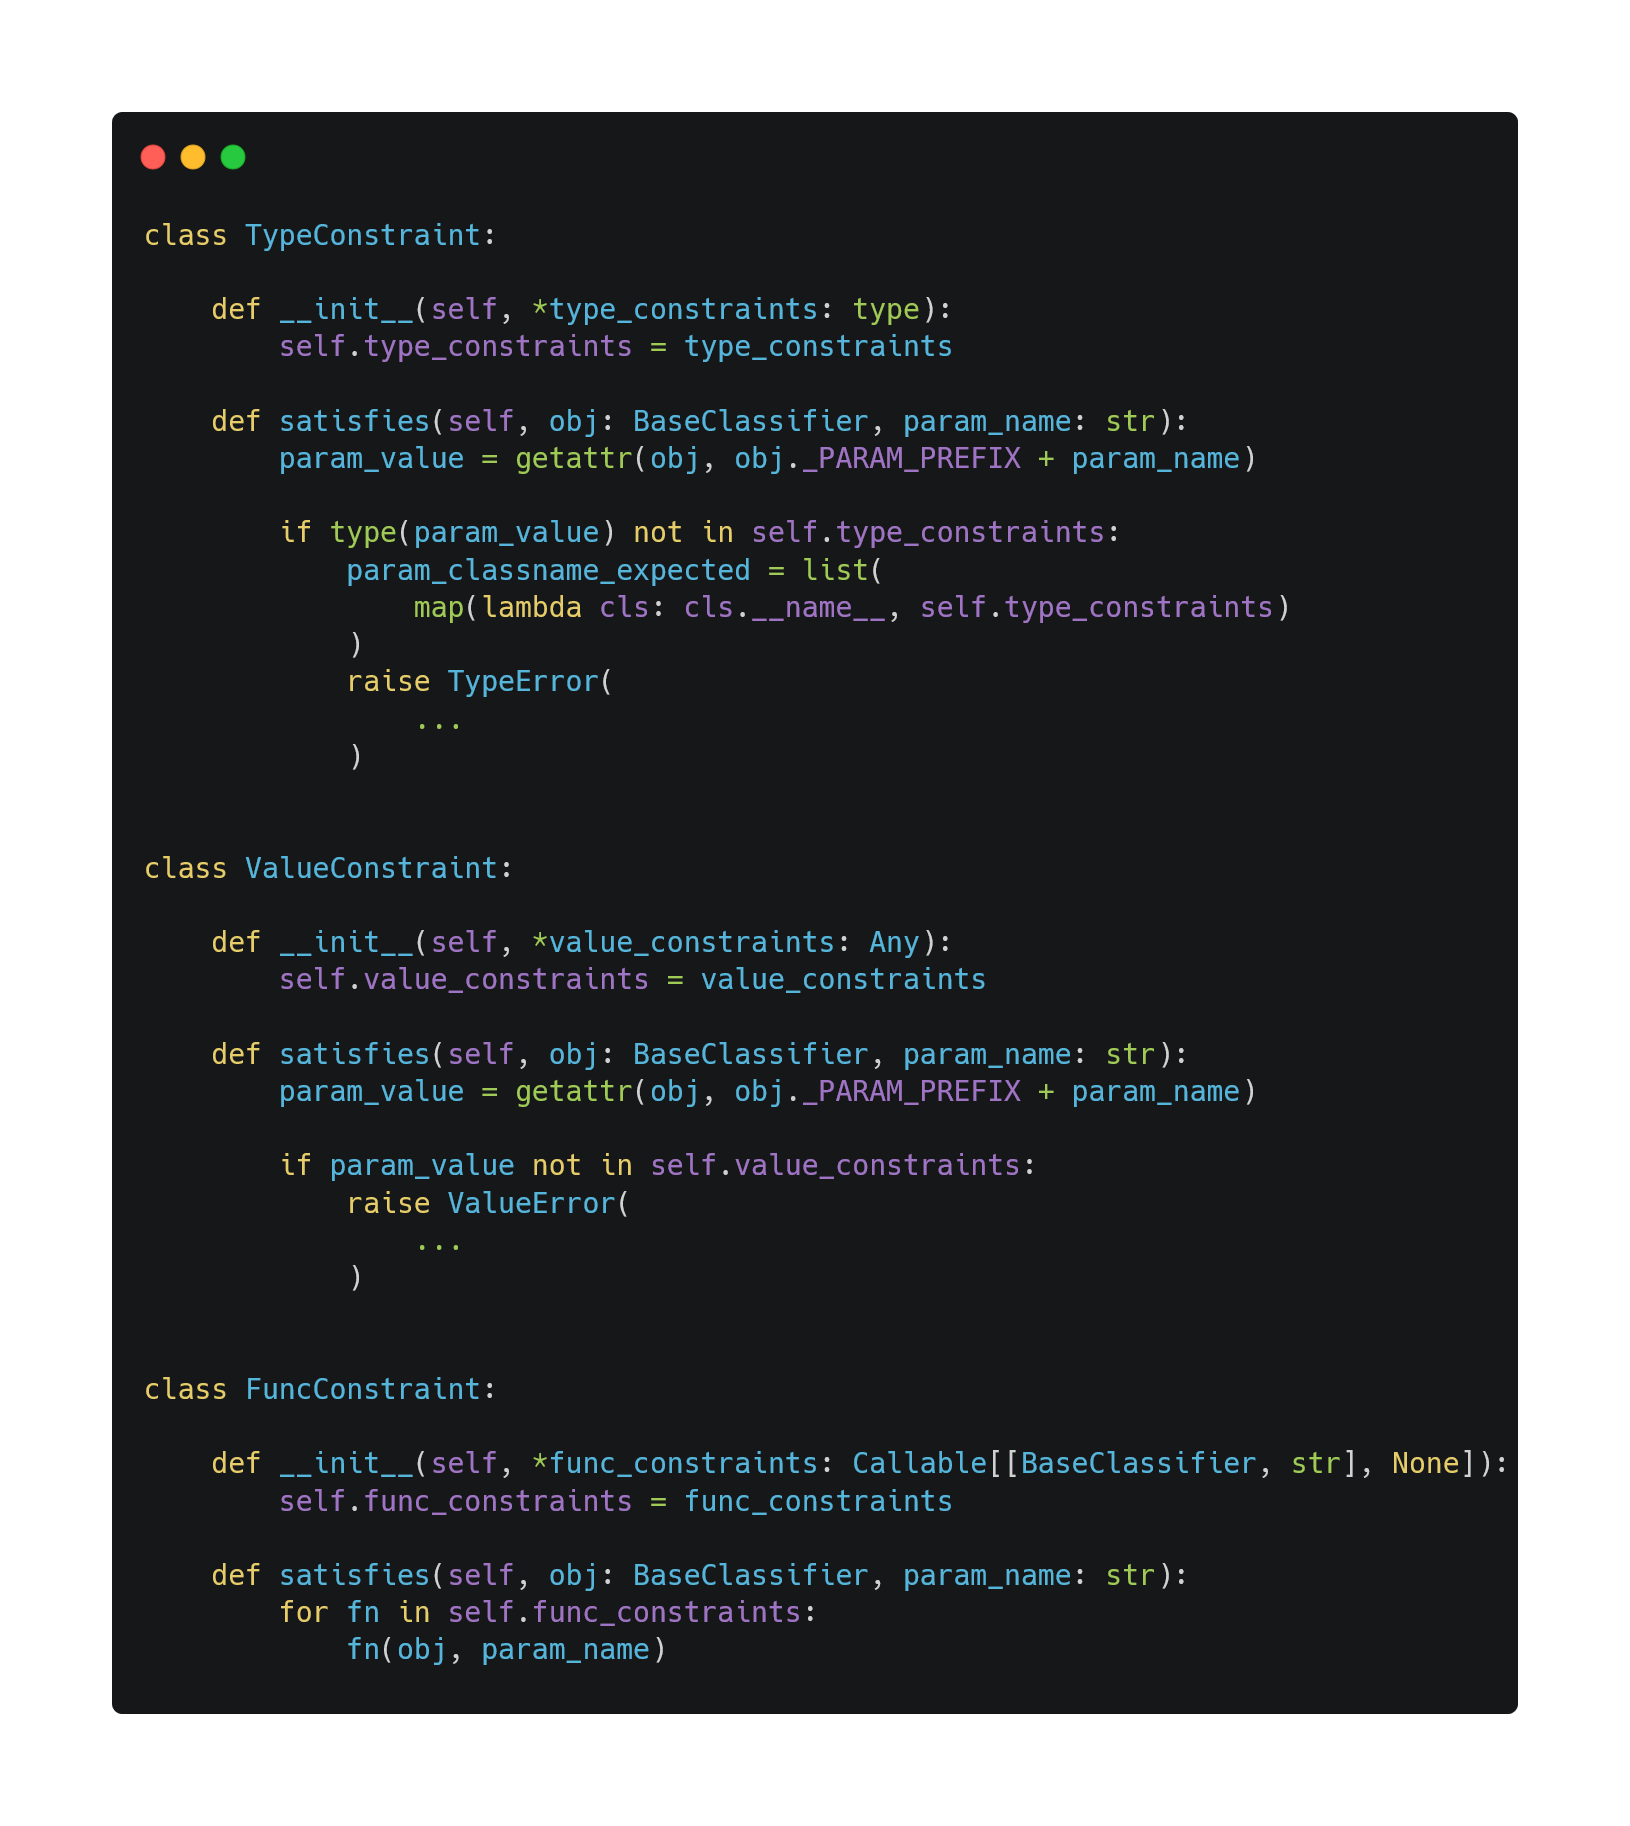 class TypeConstraint:

    def __init__(self, *type_constraints: type):
        self.type_constraints = type_constraints

    def satisfies(self, obj: BaseClassifier, param_name: str):
        param_value = getattr(obj, obj._PARAM_PREFIX + param_name)

        if type(param_value) not in self.type_constraints:
            param_classname_expected = list(
                map(lambda cls: cls.__name__, self.type_constraints)
            )
            raise TypeError(
                ...
            )


class ValueConstraint:

    def __init__(self, *value_constraints: Any):
        self.value_constraints = value_constraints

    def satisfies(self, obj: BaseClassifier, param_name: str):
        param_value = getattr(obj, obj._PARAM_PREFIX + param_name)

        if param_value not in self.value_constraints:
            raise ValueError(
                ...
            )


class FuncConstraint:

    def __init__(self, *func_constraints: Callable[[BaseClassifier, str], None]):
        self.func_constraints = func_constraints

    def satisfies(self, obj: BaseClassifier, param_name: str):
        for fn in self.func_constraints:
            fn(obj, param_name)